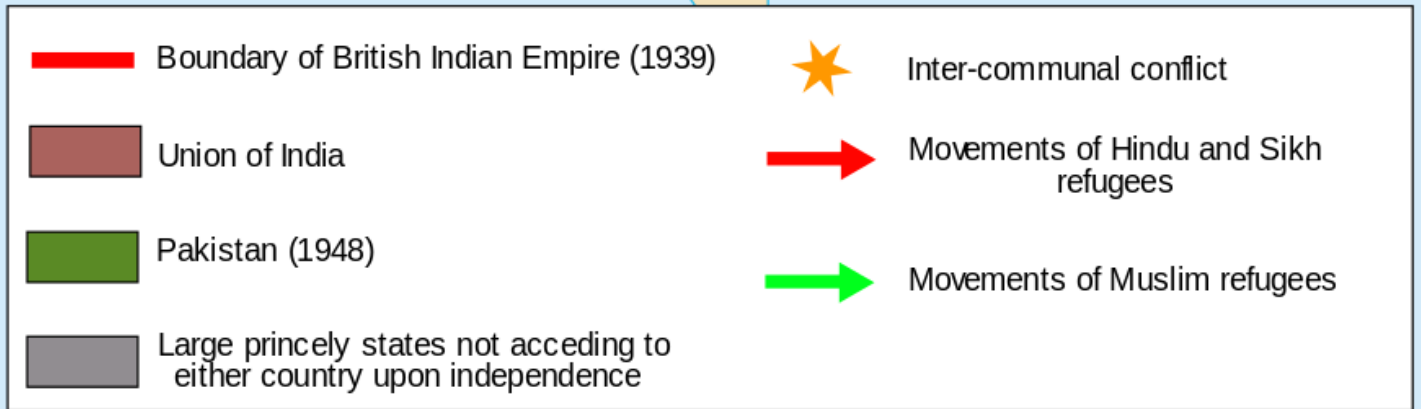 Boundary of British Indian Empire (1939)
Union of India
Pakistan (1948)
Large princely states not acceding to
either country upon independence
Inter-communal conflict
Movements of Hindu and Sikh
refugees
Movements of Muslim refugees